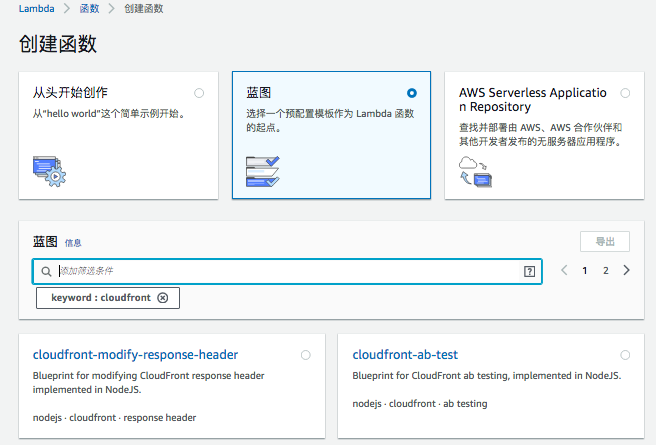 Lambda > 函数 > 创建函数
创建函数
从头开始创作
从"hello world"这个简单示例开始。
蓝图
选择一个预配置模板作为 Lambda 函数
的起点。
AWS Serverless Applicatio
n Repository
查找并部署由 AWS、AWS 合作伙伴和
其他开发者发布的无服务器应用程序。
蓝图 信息
导出
添加筛选条件
?
< 1 2 >
keyword : cloudfront
cloudfront-modify-response-header
Blueprint for modifying CloudFront response header
implemented in NodeJS.
nodejs · cloudfront · response header
cloudfront-ab-test
Blueprint for CloudFront ab testing, implemented in NodeJS.
nodejs · cloudfront · ab testing